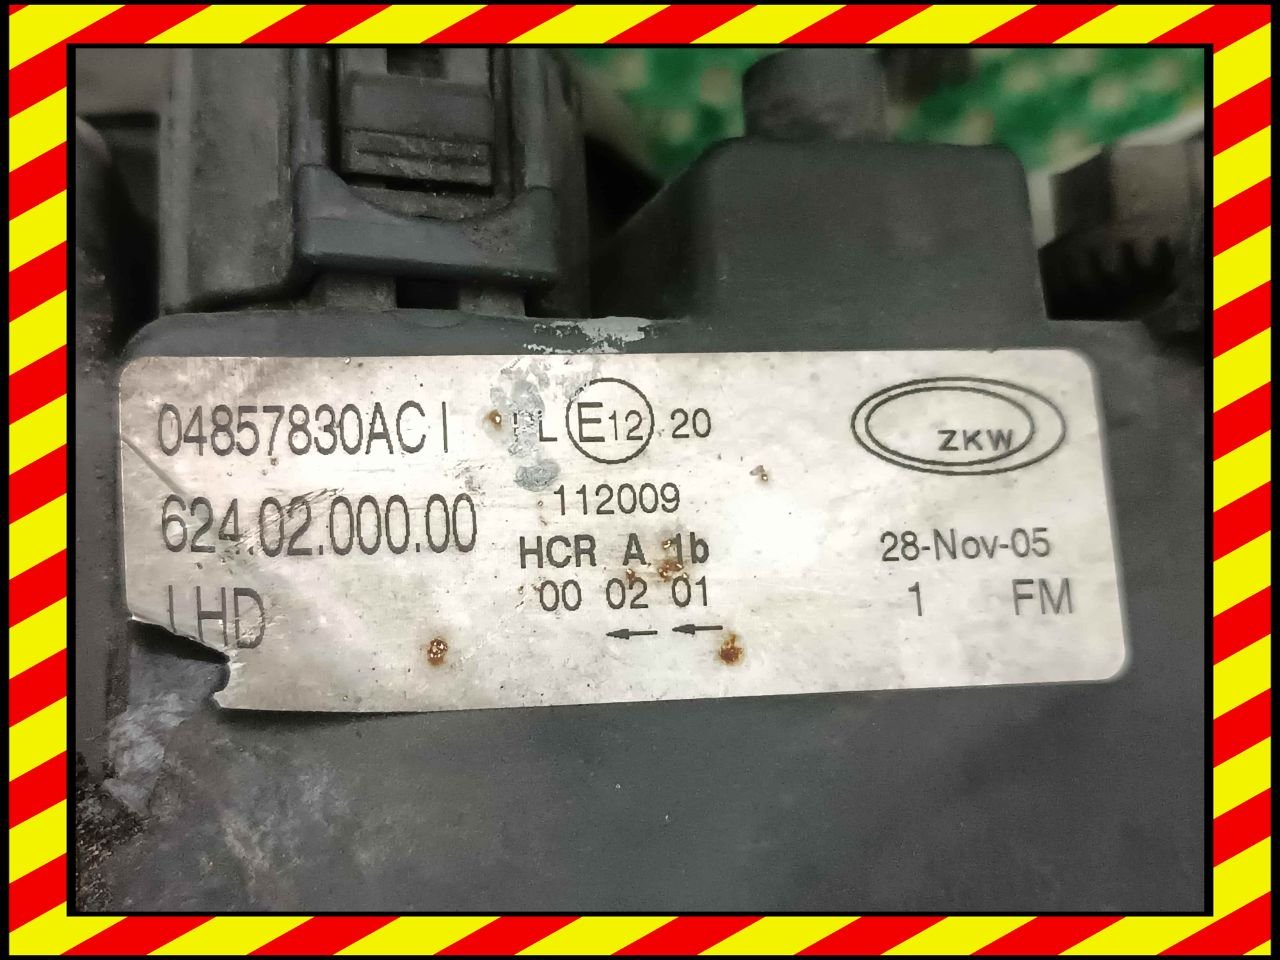 04857830AC I
L E12 20
ZKW
112009
624.02.000.00
HCR A 1b
28-Nov-05
00 02 01
1 FM
LHD